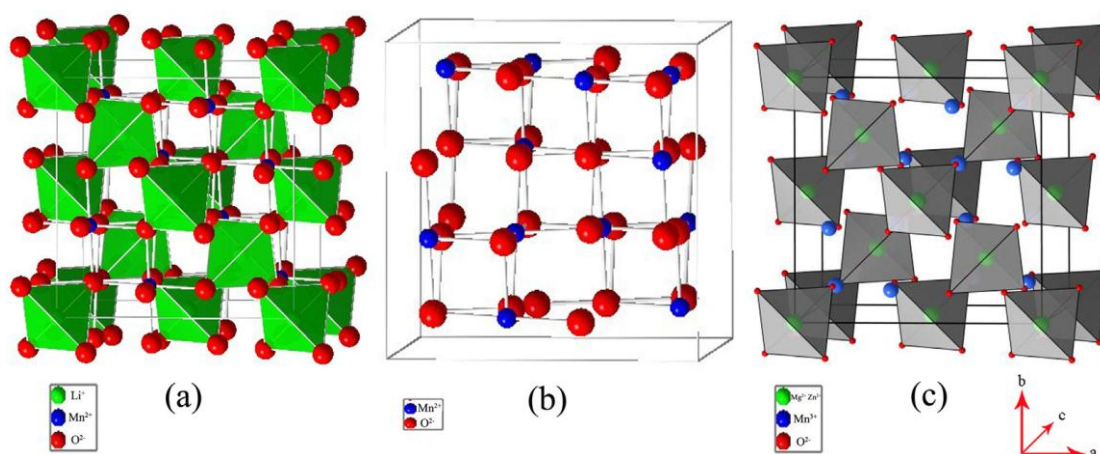 (a)
Li⁺
Mn²⁺
O²⁻
(b)
Mn²⁺
O²⁻
(c)
Mg²⁺ Zn²⁺
Mn³⁺
O²⁻
b
c
a